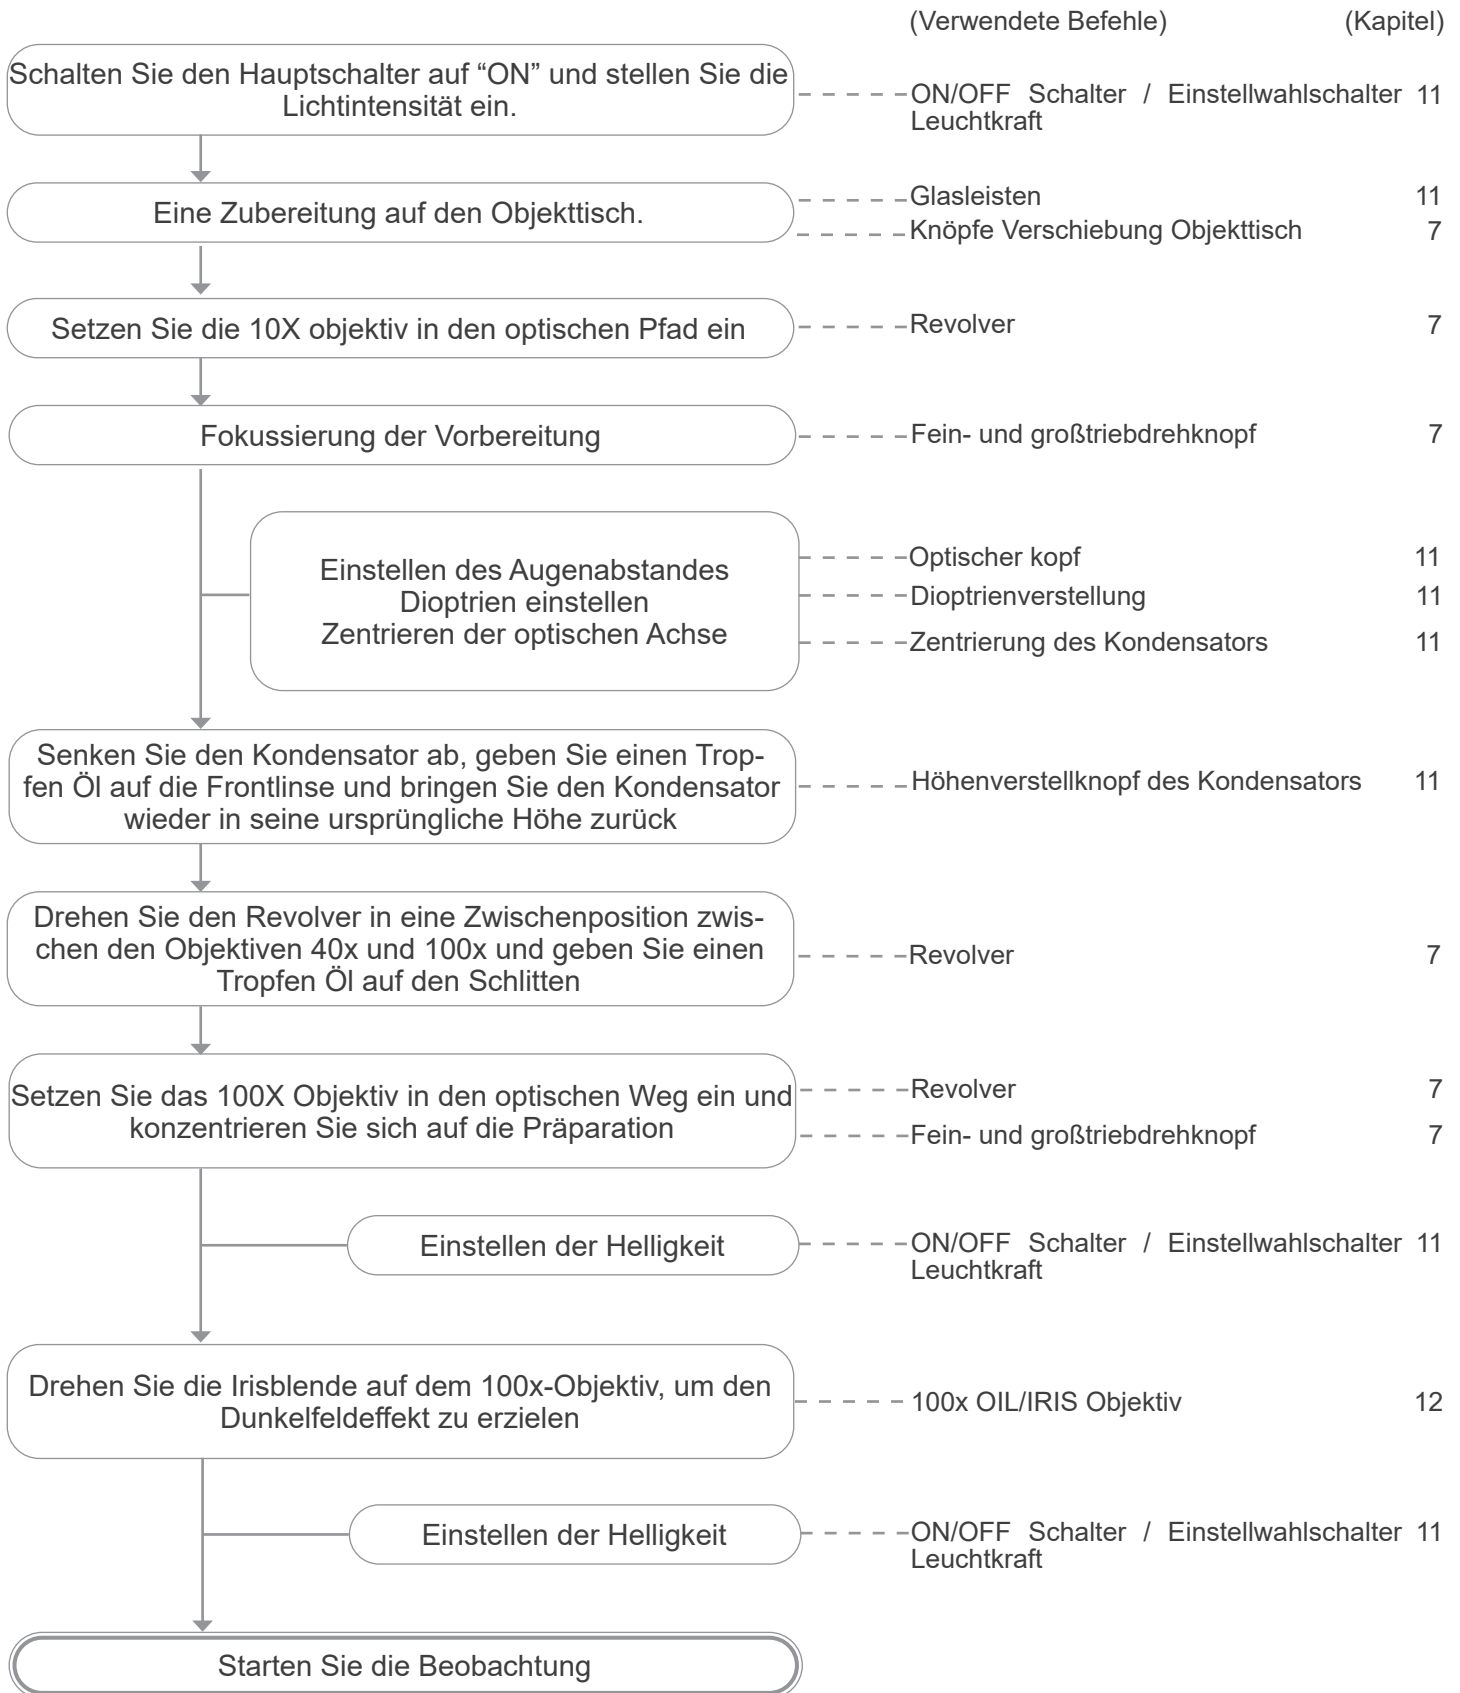 (Verwendete Befehle) (Kapitel)
Schalten Sie den Hauptschalter auf “ON” und stellen Sie die
Lichtintensität ein.
ON/OFF Schalter / Einstellwahlschalter 11
Leuchtkraft
Eine Zubereitung auf den Objekttisch.
Glasleisten 11
Knöpfe Verschiebung Objekttisch 7
Setzen Sie die 10X objektiv in den optischen Pfad ein
Revolver 7
Fokussierung der Vorbereitung
Fein- und großtriebdrehknopf 7
Einstellen des Augenabstandes
Dioptrien einstellen
Zentrieren der optischen Achse
Optischer kopf 11
Dioptrienverstellung 11
Zentrierung des Kondensators 11
Senken Sie den Kondensator ab, geben Sie einen Trop-
fen Öl auf die Frontlinse und bringen Sie den Kondensator
wieder in seine ursprüngliche Höhe zurück
Höhenverstellknopf des Kondensators 11
Drehen Sie den Revolver in eine Zwischenposition zwis-
chen den Objektiven 40x und 100x und geben Sie einen
Tropfen Öl auf den Schlitten
Revolver 7
Setzen Sie das 100X Objektiv in den optischen Weg ein und
konzentrieren Sie sich auf die Präparation
Revolver 7
Fein- und großtriebdrehknopf 7
Einstellen der Helligkeit
ON/OFF Schalter / Einstellwahlschalter 11
Leuchtkraft
Drehen Sie die Irisblende auf dem 100x-Objektiv, um den
Dunkelfeldeffekt zu erzielen
100x OIL/IRIS Objektiv 12
Einstellen der Helligkeit
ON/OFF Schalter / Einstellwahlschalter 11
Leuchtkraft
Starten Sie die Beobachtung